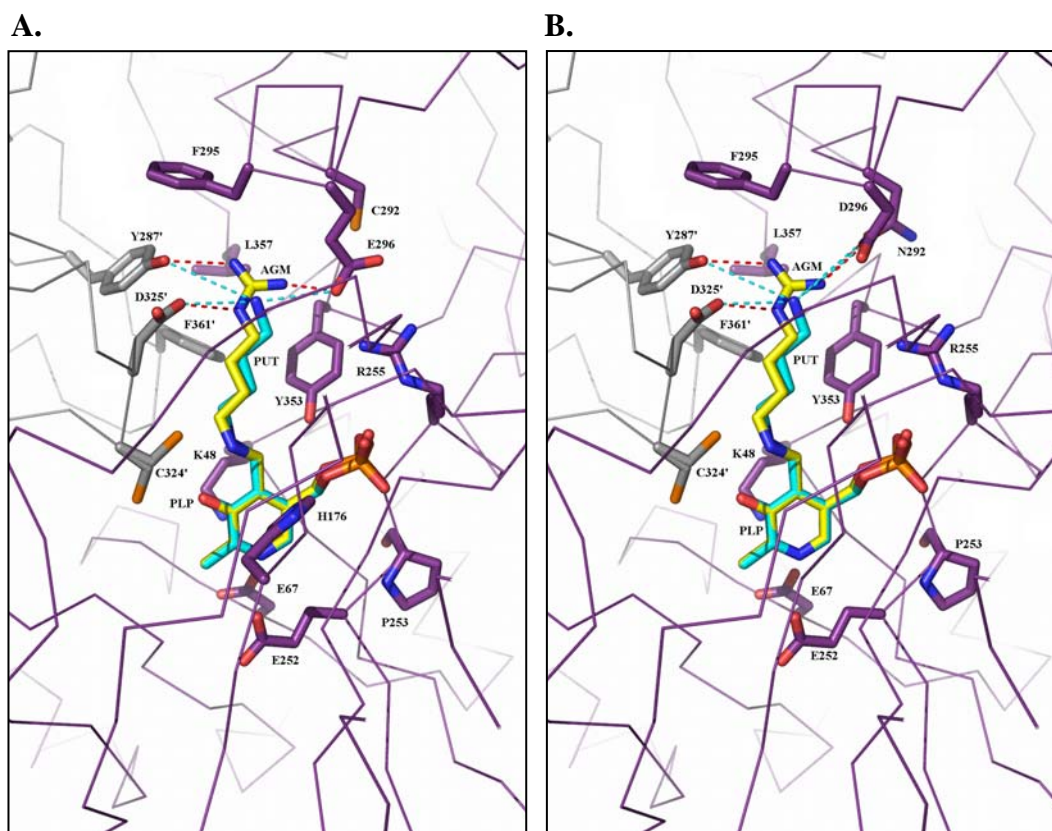 A.
B.
F295
C292
Y287'
L357
E296
AGM
D325'
F361'
PUT
R255
Y353
K48
C324'
PLP
H176
E67
P253
E252
F295
D296
Y287'
L357
N292
AGM
D325'
F361'
PUT
R255
Y353
K48
C324'
PLP
P253
E67
E252